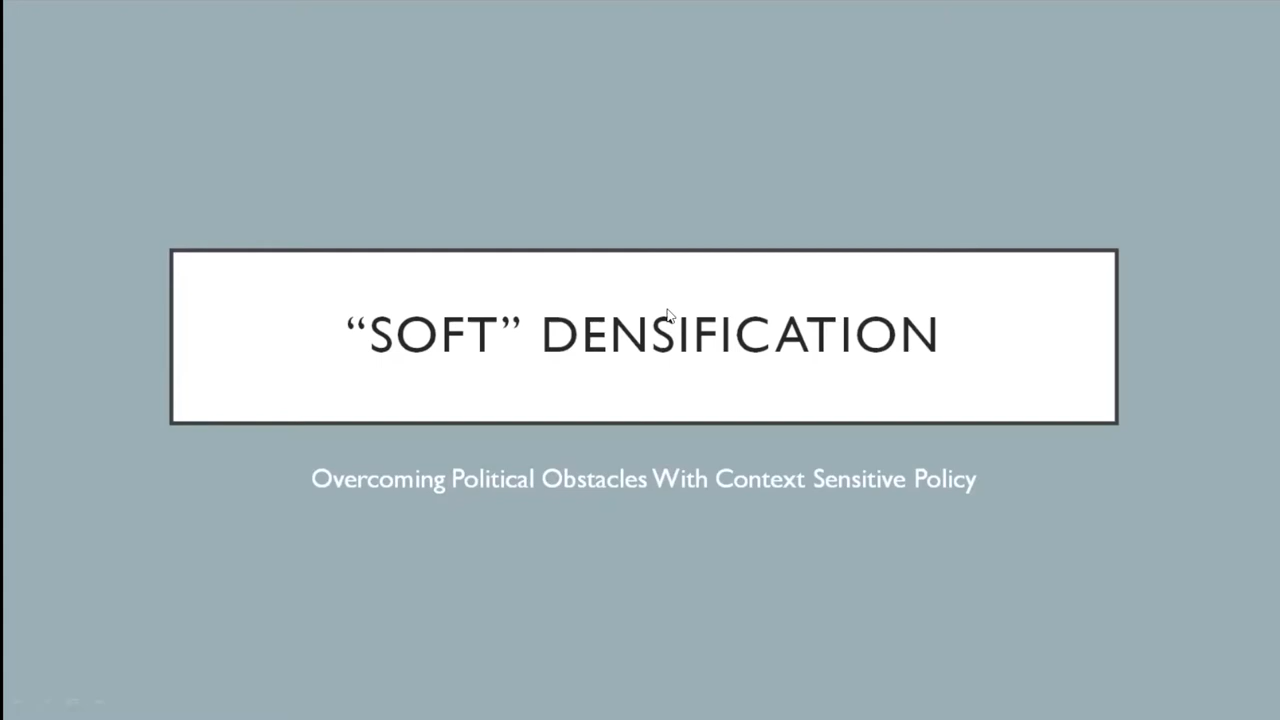 “SOFT” DENSIFICATION
Overcoming Political Obstacles With Context Sensitive Policy